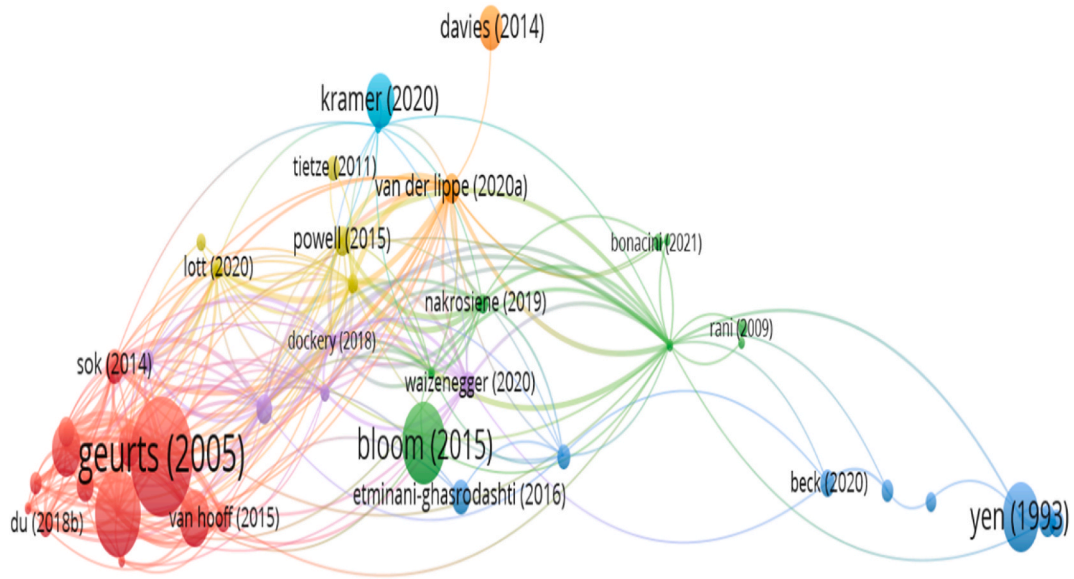 davies (2014)
kramer (2020)
tietze (2011)
van der lippe (2020a)
powell (2015)
bonacini (2021)
lott (2020)
nakrosiene (2019)
rani (2009)
dockery (2018)
sok (2014)
waizenegger (2020)
bloom (2015)
geurts (2005)
beck (2020)
etminani-ghasrodashti (2016)
van hooff (2015)
yen (1993)
du (2018b)